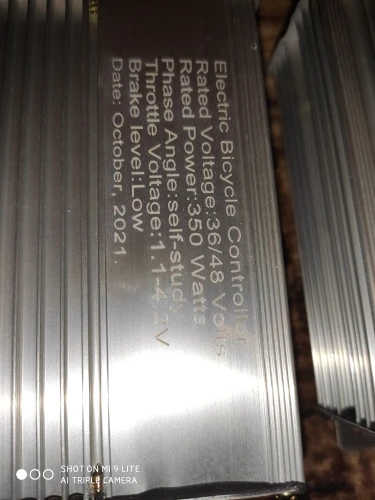 Electric Bicycle Controller
Rated Voltage:36/48 Volts
Rated Power:350 Watts
Phase Angle:self-study
Throttle Voltage:1.1-4.2V
Brake level:Low
Date: October, 2021.
SHOT ON MI 9 LITE
AI TRIPLE CAMERA